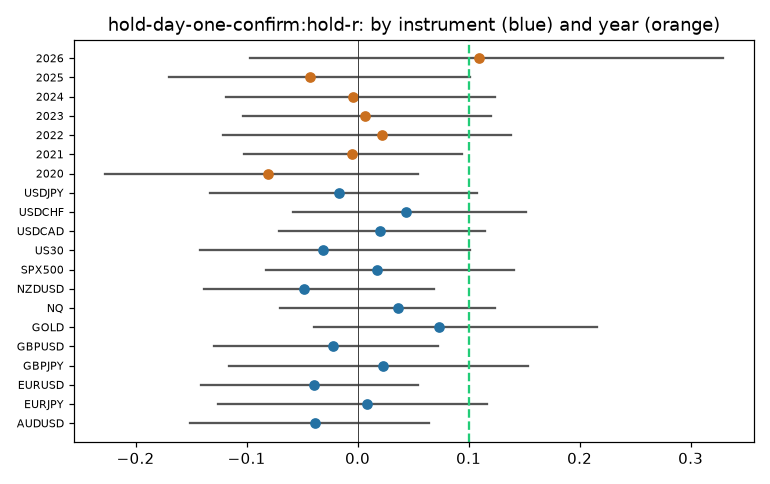 hold-day-one-confirm:hold-r: by instrument (blue) and year (orange)
2026
2025
2024
2023
2022
2021
2020
USDJPY
USDCHF
USDCAD
US30
SPX500
NZDUSD
NQ
GOLD
GBPUSD
GBPJPY
EURUSD
EURJPY
AUDUSD
−0.2 −0.1 0.0 0.1 0.2 0.3